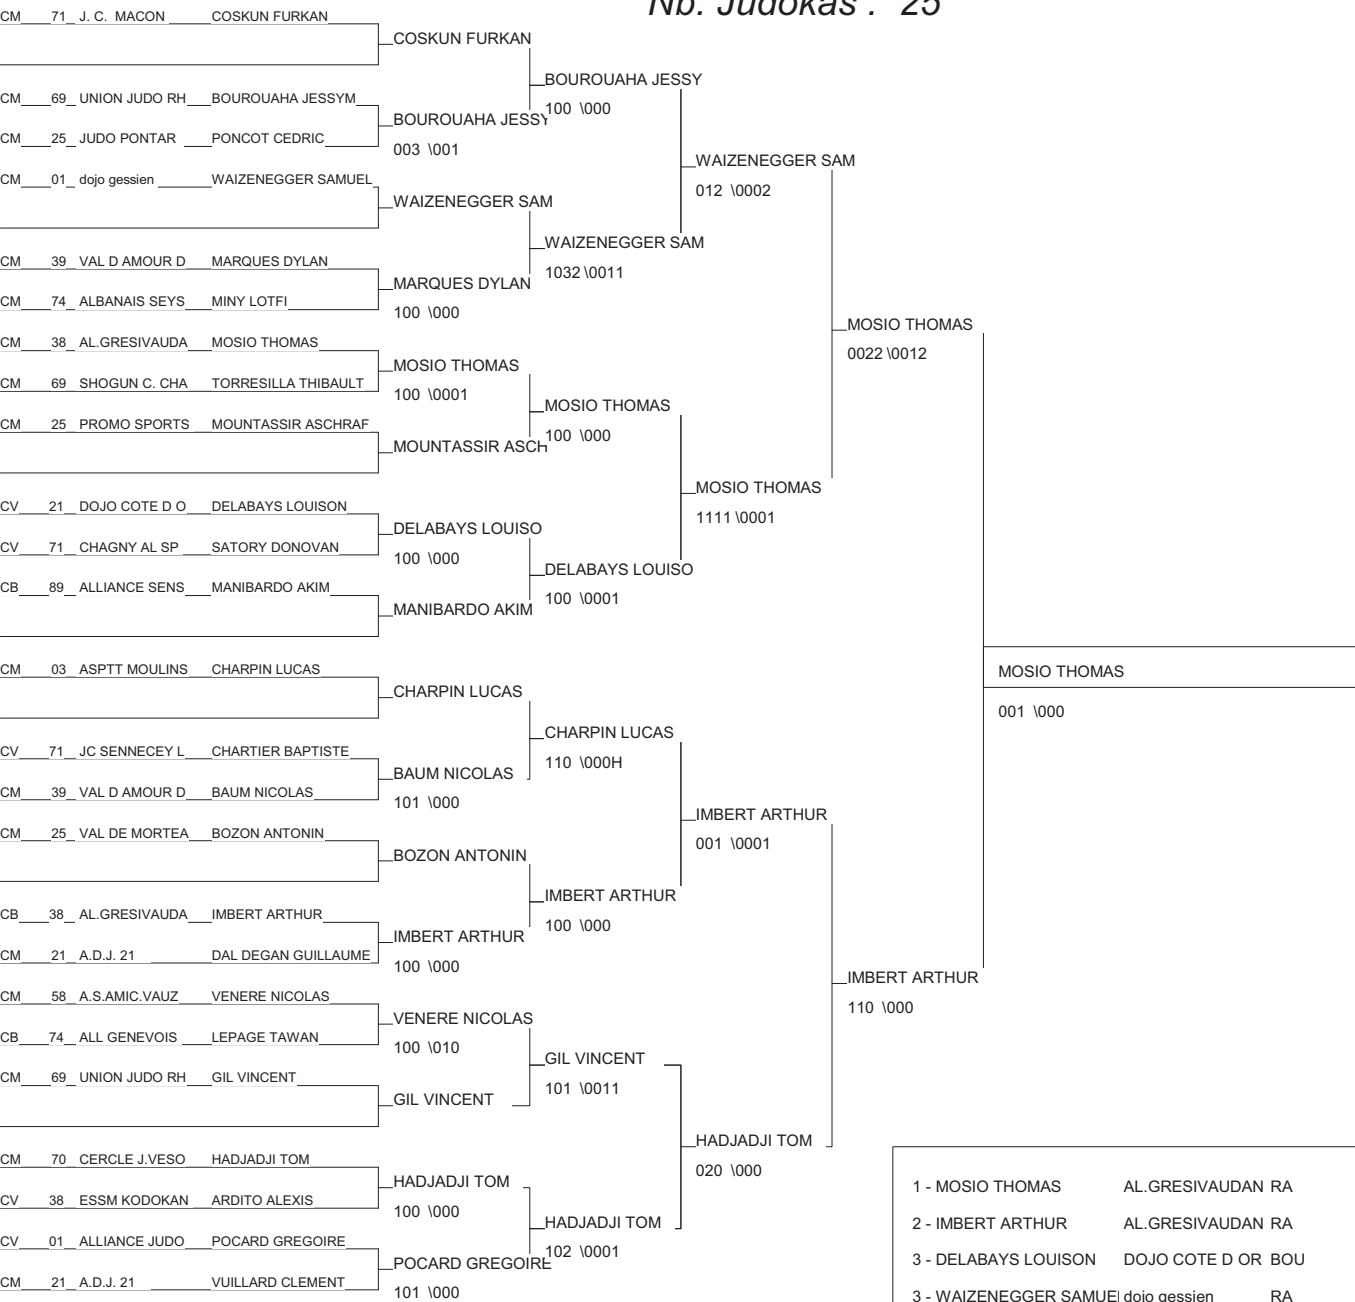 Nb. Judokas : 25
CM 71 J. C. MACON COSKUN FURKAN
COSKUN FURKAN
BOUROUAHA JESSY
100 \000
CM 69 UNION JUDO RH BOUROUAHA JESSYM
BOUROUAHA JESSY
003 \001
CM 25 JUDO PONTAR PONCOT CEDRIC
WAIZENEGGER SAM
012 \0002
CM 01 dojo gessien WAIZENEGGER SAMUEL
WAIZENEGGER SAM
WAIZENEGGER SAM
1032 \0011
CM 39 VAL D AMOUR D MARQUES DYLAN
MARQUES DYLAN
100 \000
CM 74 ALBANAIS SEYS MINY LOTFI
MOSIO THOMAS
0022 \0012
CM 38 AL.GRESIVAUDA MOSIO THOMAS
MOSIO THOMAS
100 \0001
CM 69 SHOGUN C. CHA TORRESILLA THIBAULT
MOSIO THOMAS
100 \000
CM 25 PROMO SPORTS MOUNTASSIR ASCHRAF
MOUNTASSIR ASCH
MOSIO THOMAS
1111 \0001
CV 21 DOJO COTE D O DELABAYS LOUISON
DELABAYS LOUISO
100 \000
CV 71 CHAGNY AL SP SATORY DONOVAN
DELABAYS LOUISO
100 \0001
CB 89 ALLIANCE SENS MANIBARDO AKIM
MANIBARDO AKIM
MOSIO THOMAS
001 \000
CM 03 ASPTT MOULINS CHARPIN LUCAS
CHARPIN LUCAS
CHARPIN LUCAS
110 \000H
CV 71 JC SENNECEY L CHARTIER BAPTISTE
BAUM NICOLAS
101 \000
CM 39 VAL D AMOUR D BAUM NICOLAS
IMBERT ARTHUR
001 \0001
CM 25 VAL DE MORTEA BOZON ANTONIN
BOZON ANTONIN
IMBERT ARTHUR
100 \000
CB 38 AL.GRESIVAUDA IMBERT ARTHUR
IMBERT ARTHUR
100 \000
CM 21 A.D.J. 21 DAL DEGAN GUILLAUME
IMBERT ARTHUR
110 \000
CM 58 A.S.AMIC.VAUZ VENERE NICOLAS
VENERE NICOLAS
100 \010
CB 74 ALL GENEVOIS LEPAGE TAWAN
GIL VINCENT
101 \0011
CM 69 UNION JUDO RH GIL VINCENT
GIL VINCENT
HADJADJI TOM
020 \000
CM 70 CERCLE J.VESO HADJADJI TOM
HADJADJI TOM
100 \000
CV 38 ESSM KODOKAN ARDITO ALEXIS
HADJADJI TOM
102 \0001
CV 01 ALLIANCE JUDO POCARD GREGOIRE
POCARD GREGOIRE
101 \000
CM 21 A.D.J. 21 VUILLARD CLEMENT
1 - MOSIO THOMAS AL.GRESIVAUDAN RA
2 - IMBERT ARTHUR AL.GRESIVAUDAN RA
3 - DELABAYS LOUISON DOJO COTE D OR BOU
3 - WAIZENEGGER SAMUEL dojo gessien RA